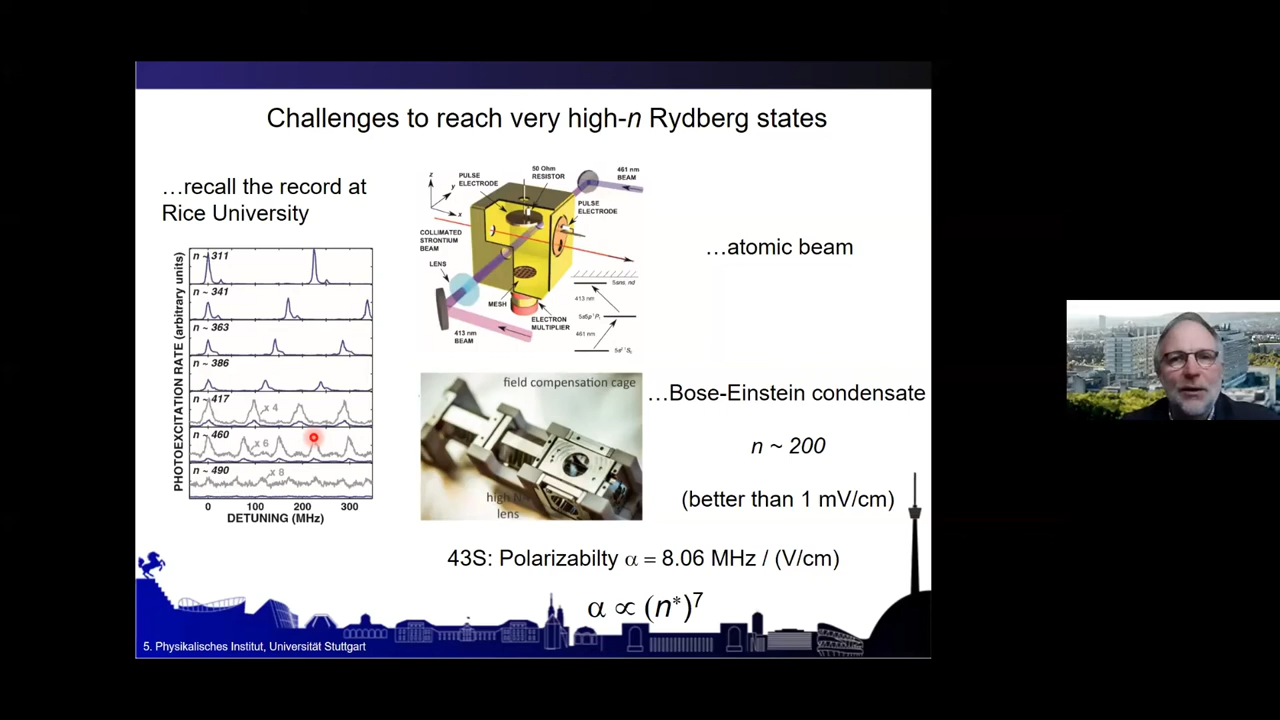 Challenges to reach very high-n Rydberg states
…recall the record at
Rice University
PHOTOEXCITATION RATE (arbitrary units)
n ~ 311
n ~ 341
n ~ 363
n ~ 386
n ~ 417
x 4
n ~ 460
x 6
n ~ 490
x 8
0
100
200
300
DETUNING (MHz)
z
y
x
PULSE
ELECTRODE
50 Ohm
RESISTOR
461 nm
BEAM
PULSE
ELECTRODE
COLLIMATED
STRONTIUM
BEAM
LENS
MESH
ELECTRON
MULTIPLIER
413 nm
BEAM
413 nm
461 nm
…atomic beam
field compensation cage
high
lens
…Bose-Einstein condensate
n ~ 200
(better than 1 mV/cm)
43S: Polarizabilty α = 8.06 MHz / (V/cm)
α ∝ (n*)⁷
5. Physikalisches Institut, Universität Stuttgart